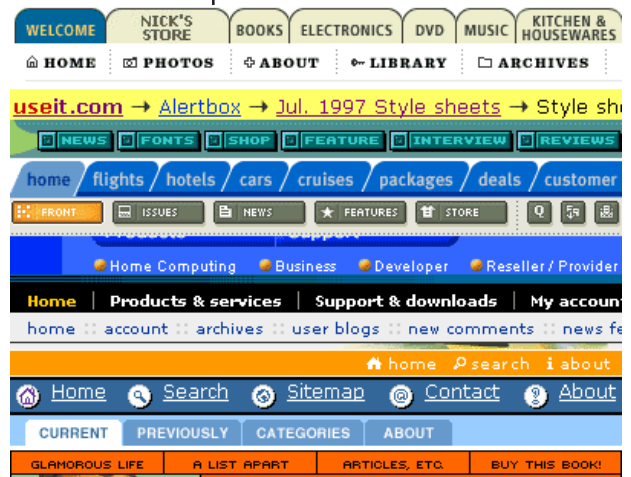 WELCOME NICK'S STORE BOOKS ELECTRONICS DVD MUSIC KITCHEN & HOUSEWARES
HOME PHOTOS ABOUT LIBRARY ARCHIVES
useit.com → Alertbox → Jul. 1997 Style sheets → Style sh
NEWS FONTS SHOP FEATURE INTERVIEW REVIEWS
home flights hotels cars cruises packages deals customer
FRONT ISSUES NEWS FEATURES STORE Q
Products Support
Home Computing Business Developer Reseller / Provider
Home | Products & services | Support & downloads | My accoun
home :: account :: archives :: user blogs :: new comments :: news fe
home search i about
Home Search Sitemap @ Contact ? About
CURRENT PREVIOUSLY CATEGORIES ABOUT
GLAMOROUS LIFE A LIST APART ARTICLES, ETC. BUY THIS BOOK!